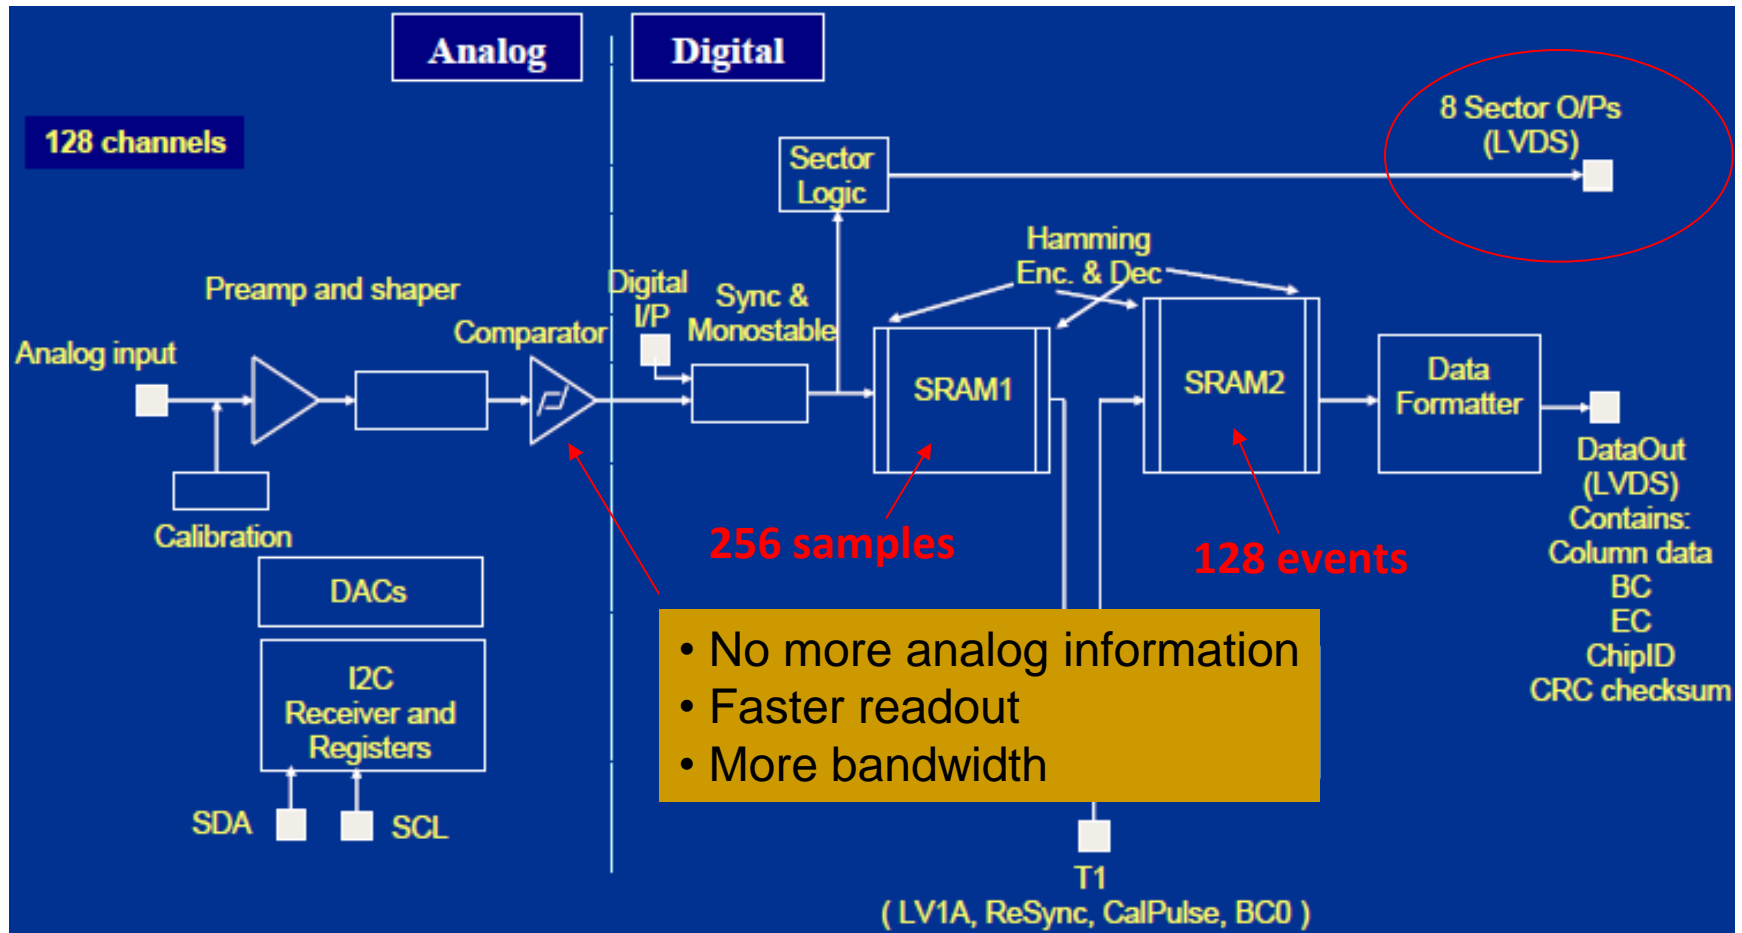 Analog
Digital
128 channels
8 Sector O/Ps
(LVDS)
Sector
Logic
Hamming
Enc. & Dec
Preamp and shaper
Digital
I/P
Sync &
Monostable
Comparator
Analog input
SRAM1
SRAM2
Data
Formatter
DataOut
(LVDS)
Contains:
Column data
BC
EC
ChipID
CRC checksum
Calibration
256 samples
128 events
DACs
I2C
Receiver and
Registers
SDA
SCL
• No more analog information
• Faster readout
• More bandwidth
T1
( LV1A, ReSync, CalPulse, BC0 )